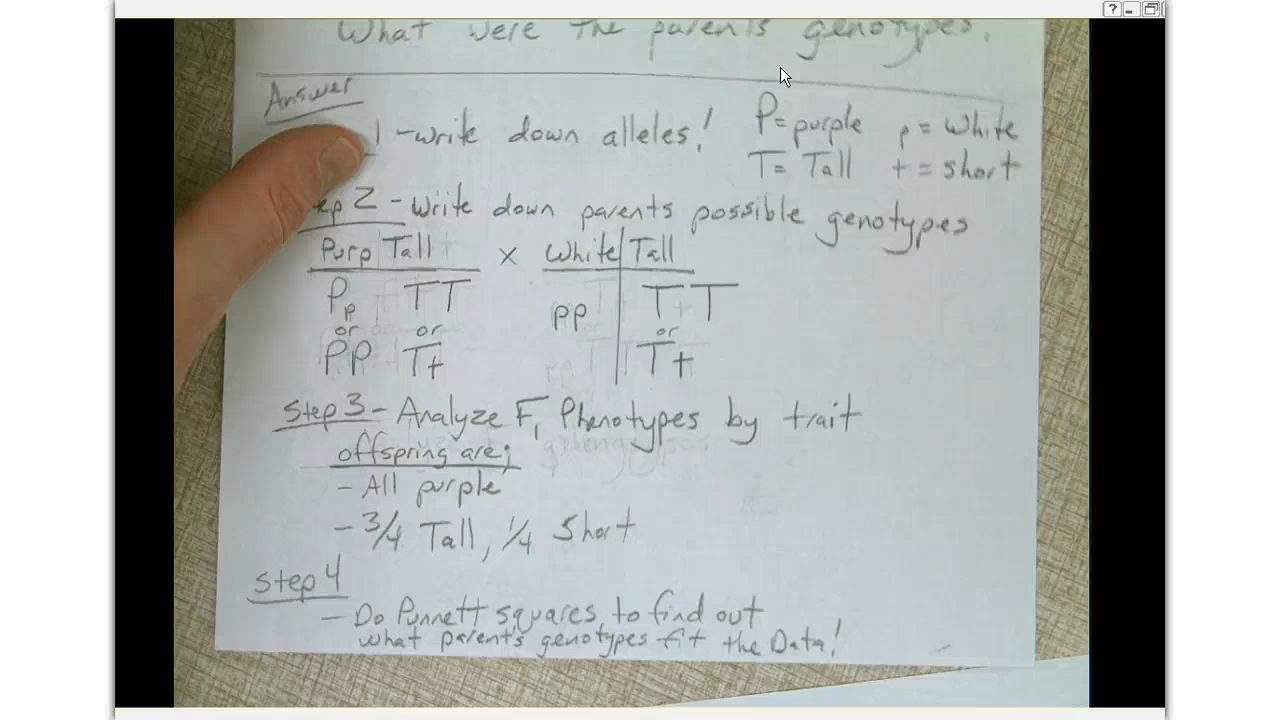 What were the parents genotypes.
Answer
1 - write down alleles! P = purple p = white
T = Tall t = short
ep 2 - Write down parents possible genotypes
Purp Tall x White Tall
Pp TT pp TT
or or or
PP Tt Tt
Step 3 - Analyze F1 Phenotypes by trait
offspring are;
- All purple
- 3/4 Tall, 1/4 Short
Step 4
- Do Punnett squares to find out
what parent's genotypes fit the Data!